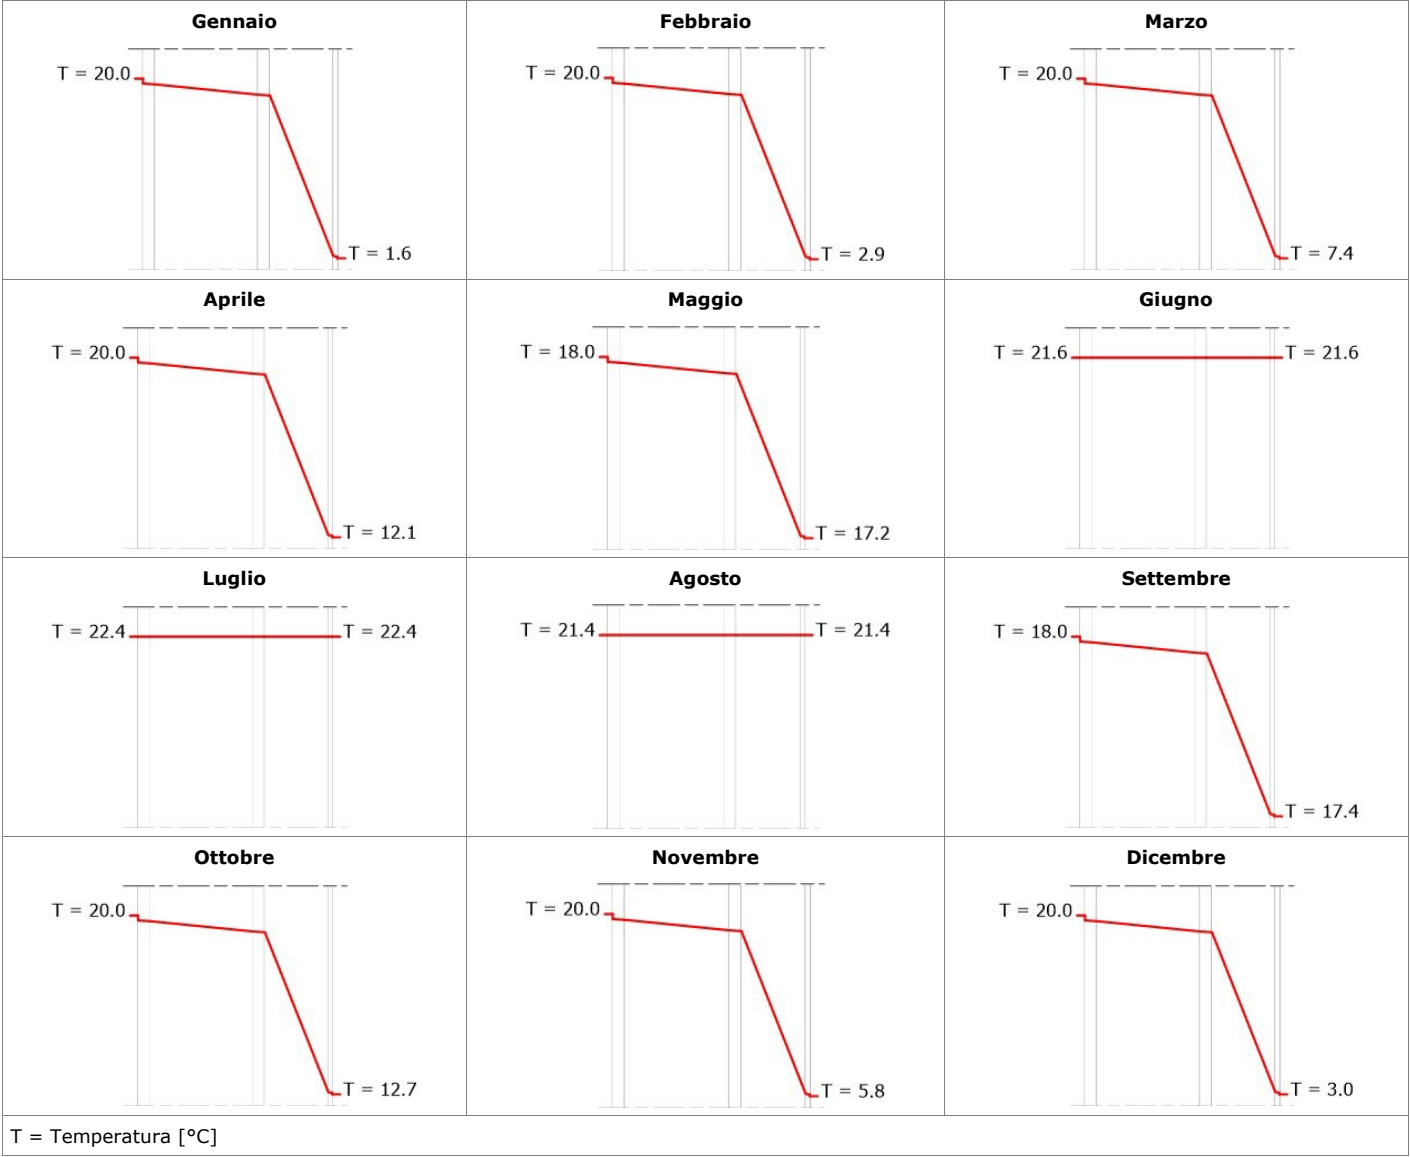 Gennaio
T = 20.0
T = 1.6
Febbraio
T = 20.0
T = 2.9
Marzo
T = 20.0
T = 7.4
Aprile
T = 20.0
T = 12.1
Maggio
T = 18.0
T = 17.2
Giugno
T = 21.6
T = 21.6
Luglio
T = 22.4
T = 22.4
Agosto
T = 21.4
T = 21.4
Settembre
T = 18.0
T = 17.4
Ottobre
T = 20.0
T = 12.7
Novembre
T = 20.0
T = 5.8
Dicembre
T = 20.0
T = 3.0
T = Temperatura [°C]